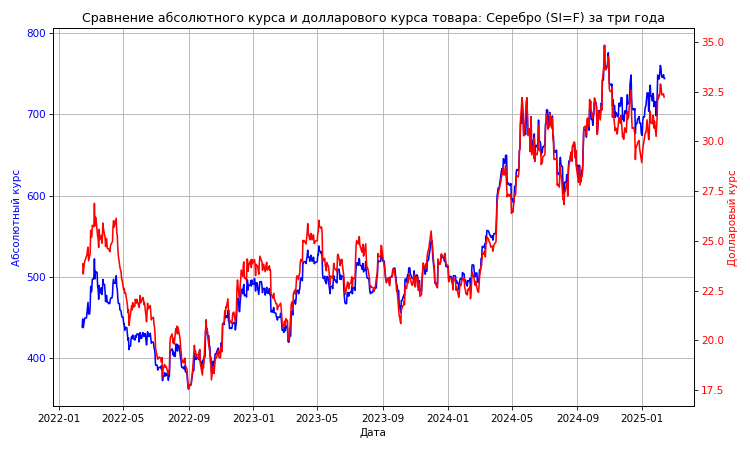 Сравнение абсолютного курса и долларового курса товара: Серебро (SI=F) за три года
800
700
600
500
400
Абсолютный курс
35.0
32.5
30.0
27.5
25.0
22.5
20.0
17.5
Долларовый курс
2022-01 2022-05 2022-09 2023-01 2023-05 2023-09 2024-01 2024-05 2024-09 2025-01
Дата